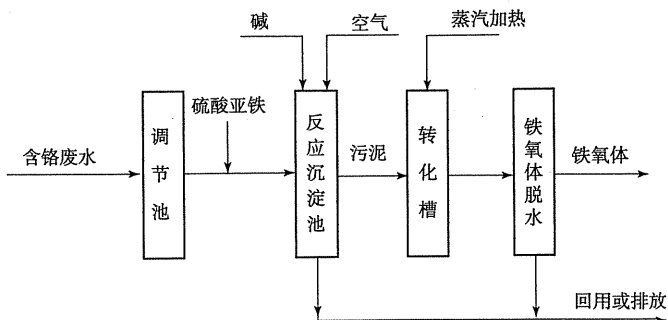 碱
空气
蒸汽加热
硫酸亚铁
含铬废水
调节池
反应沉淀池
污泥
转化槽
铁氧体脱水
铁氧体
回用或排放